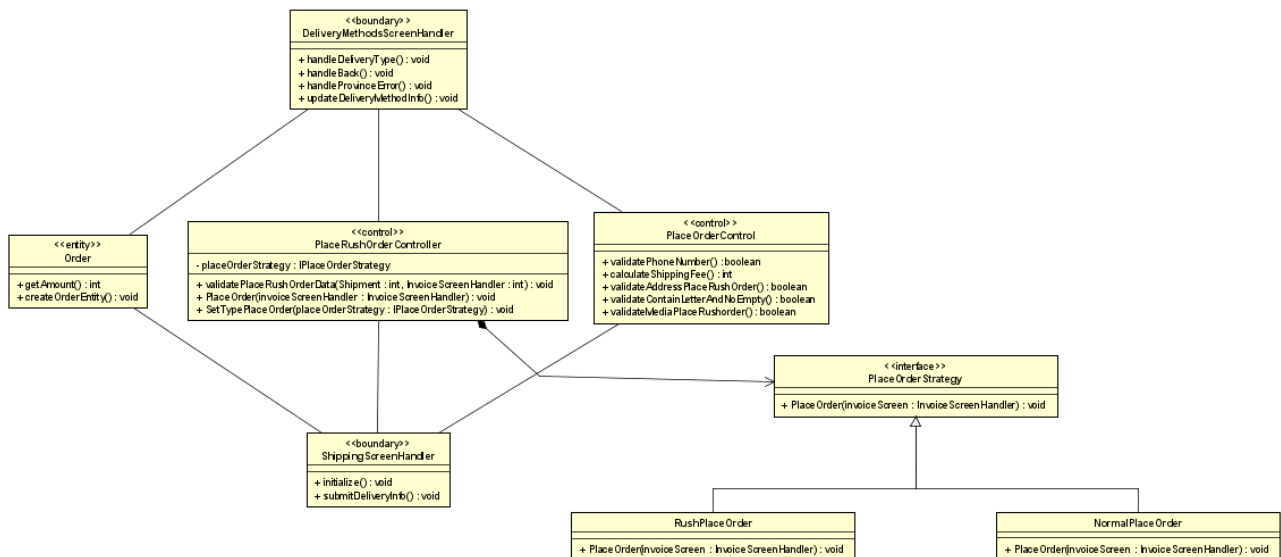 <<boundary>>
DeliveryMethodsScreenHandler
+ handleDeliveryType() : void
+ handleBack() : void
+ handleProvinceError() : void
+ updateDeliveryMethodInfo() : void
<<entity>>
Order
+ getAmount() : int
+ createOrderEntity() : void
<<control>>
PlaceRushOrderController
- placeOrderStrategy : IPlaceOrderStrategy
+ validatePlaceRushOrderData(Shipment : int, InvoiceScreenHandler : int) : void
+ PlaceOrder(invoiceScreenHandler : InvoiceScreenHandler) : void
+ SetTypePlaceOrder(placeOrderStrategy : IPlaceOrderStrategy) : void
<<control>>
PlaceOrderControl
+ validatePhoneNumber() : boolean
+ calculateShippingFee() : int
+ validateAddressPlaceRushOrder() : boolean
+ validateContainLetterAndNoEmpty() : boolean
+ validateMediaPlaceRushorder() : boolean
<<interface>>
PlaceOrderStrategy
+ PlaceOrder(invoiceScreen : InvoiceScreenHandler) : void
<<boundary>>
ShippingScreenHandler
+ initialize() : void
+ submitDeliveryInfo() : void
RushPlaceOrder
+ PlaceOrder(invoiceScreen : InvoiceScreenHandler) : void
NormalPlaceOrder
+ PlaceOrder(invoiceScreen : InvoiceScreenHandler) : void